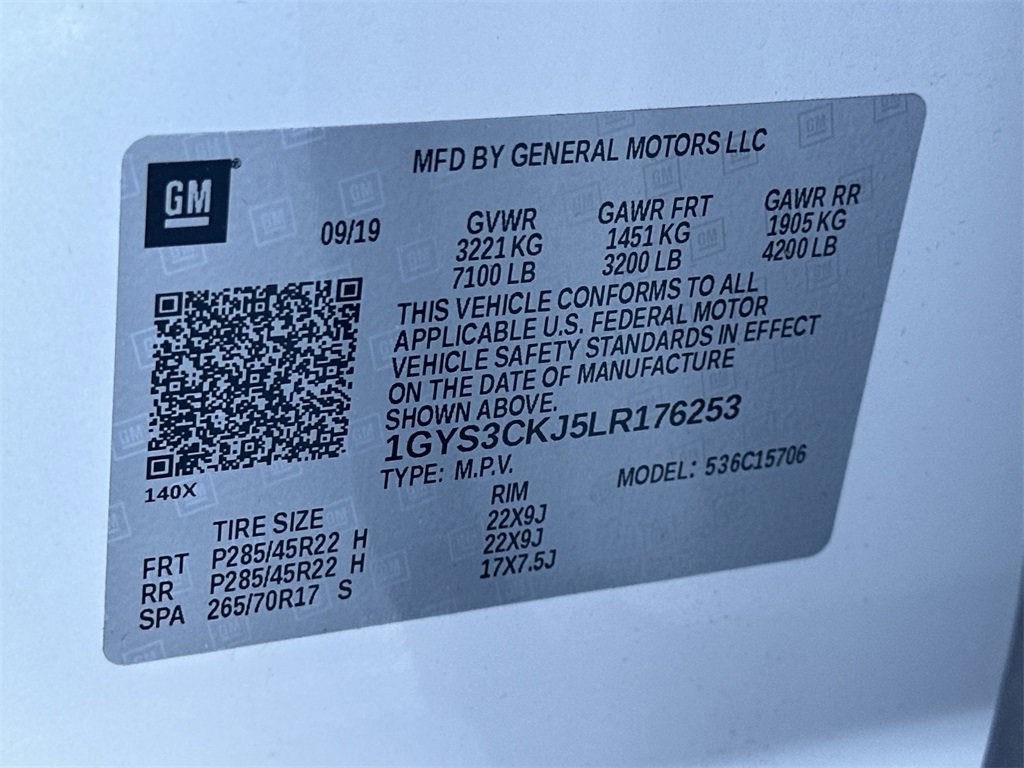 MFD BY GENERAL MOTORS LLC
GM
09/19
GVWR
3221 KG
7100 LB
GAWR FRT
1451 KG
3200 LB
GAWR RR
1905 KG
4200 LB
THIS VEHICLE CONFORMS TO ALL
APPLICABLE U.S. FEDERAL MOTOR
VEHICLE SAFETY STANDARDS IN EFFECT
ON THE DATE OF MANUFACTURE
SHOWN ABOVE.
1GYS3CKJ5LR176253
TYPE: M.P.V. MODEL: 536C15706
140X
TIRE SIZE RIM
FRT P285/45R22 H 22X9J
RR P285/45R22 H 22X9J
SPA 265/70R17 S 17X7.5J